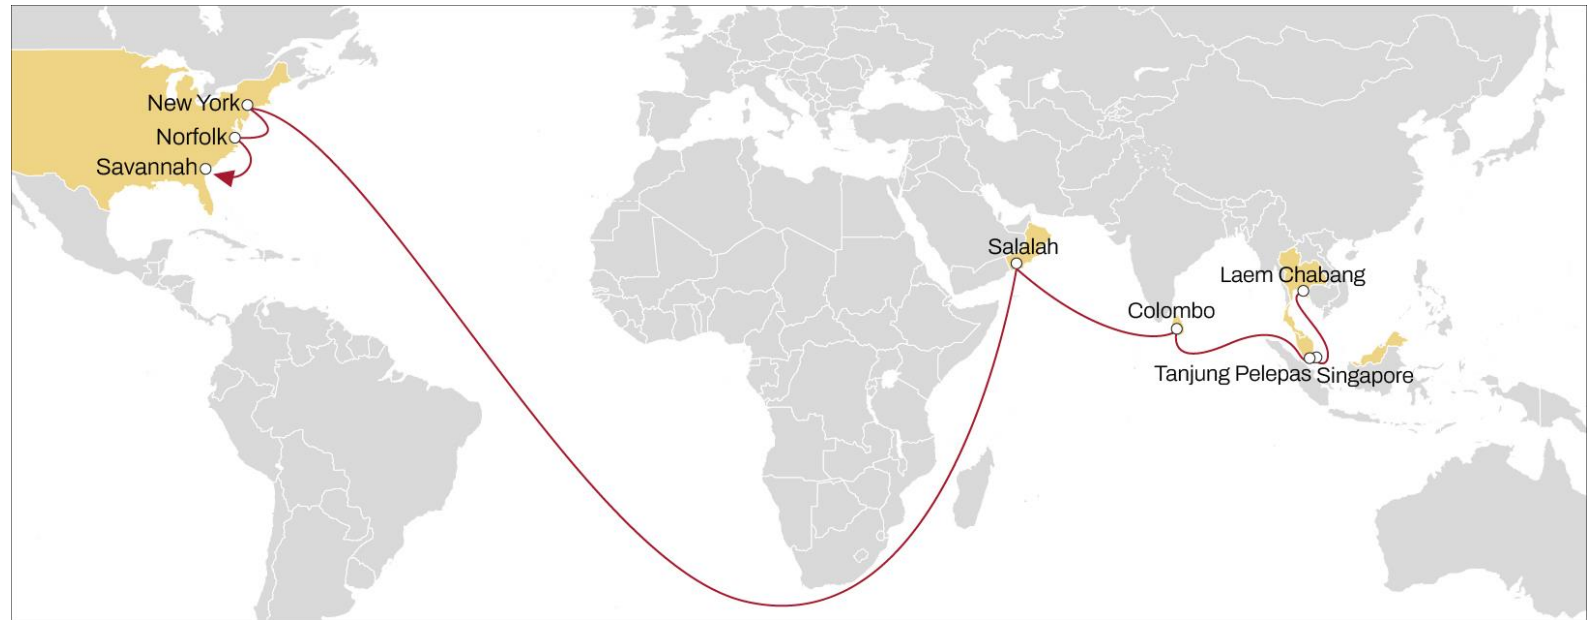 New York
Norfolk
Savannah
Salalah
Laem Chabang
Colombo
Tanjung Pelepas
Singapore